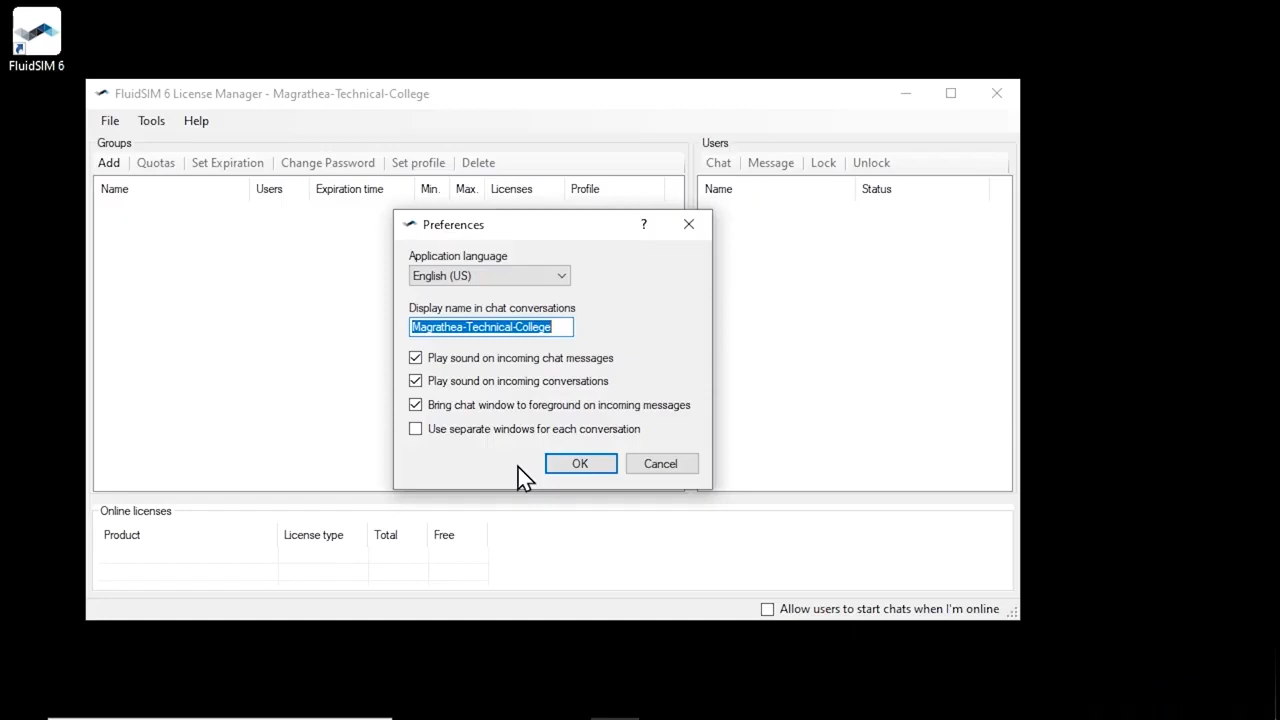 FluidSIM 6
FluidSIM 6 License Manager - Magrathea-Technical-College
File Tools Help
Groups
Add Quotas Set Expiration Change Password Set profile Delete
Name Users Expiration time Min. Max. Licenses Profile
Users
Chat Message Lock Unlock
Name Status
Preferences ?
Application language
English (US)
Display name in chat conversations
Magrathea-Technical-College
Play sound on incoming chat messages
Play sound on incoming conversations
Bring chat window to foreground on incoming messages
Use separate windows for each conversation
OK Cancel
Online licenses
Product License type Total Free
Allow users to start chats when I'm online